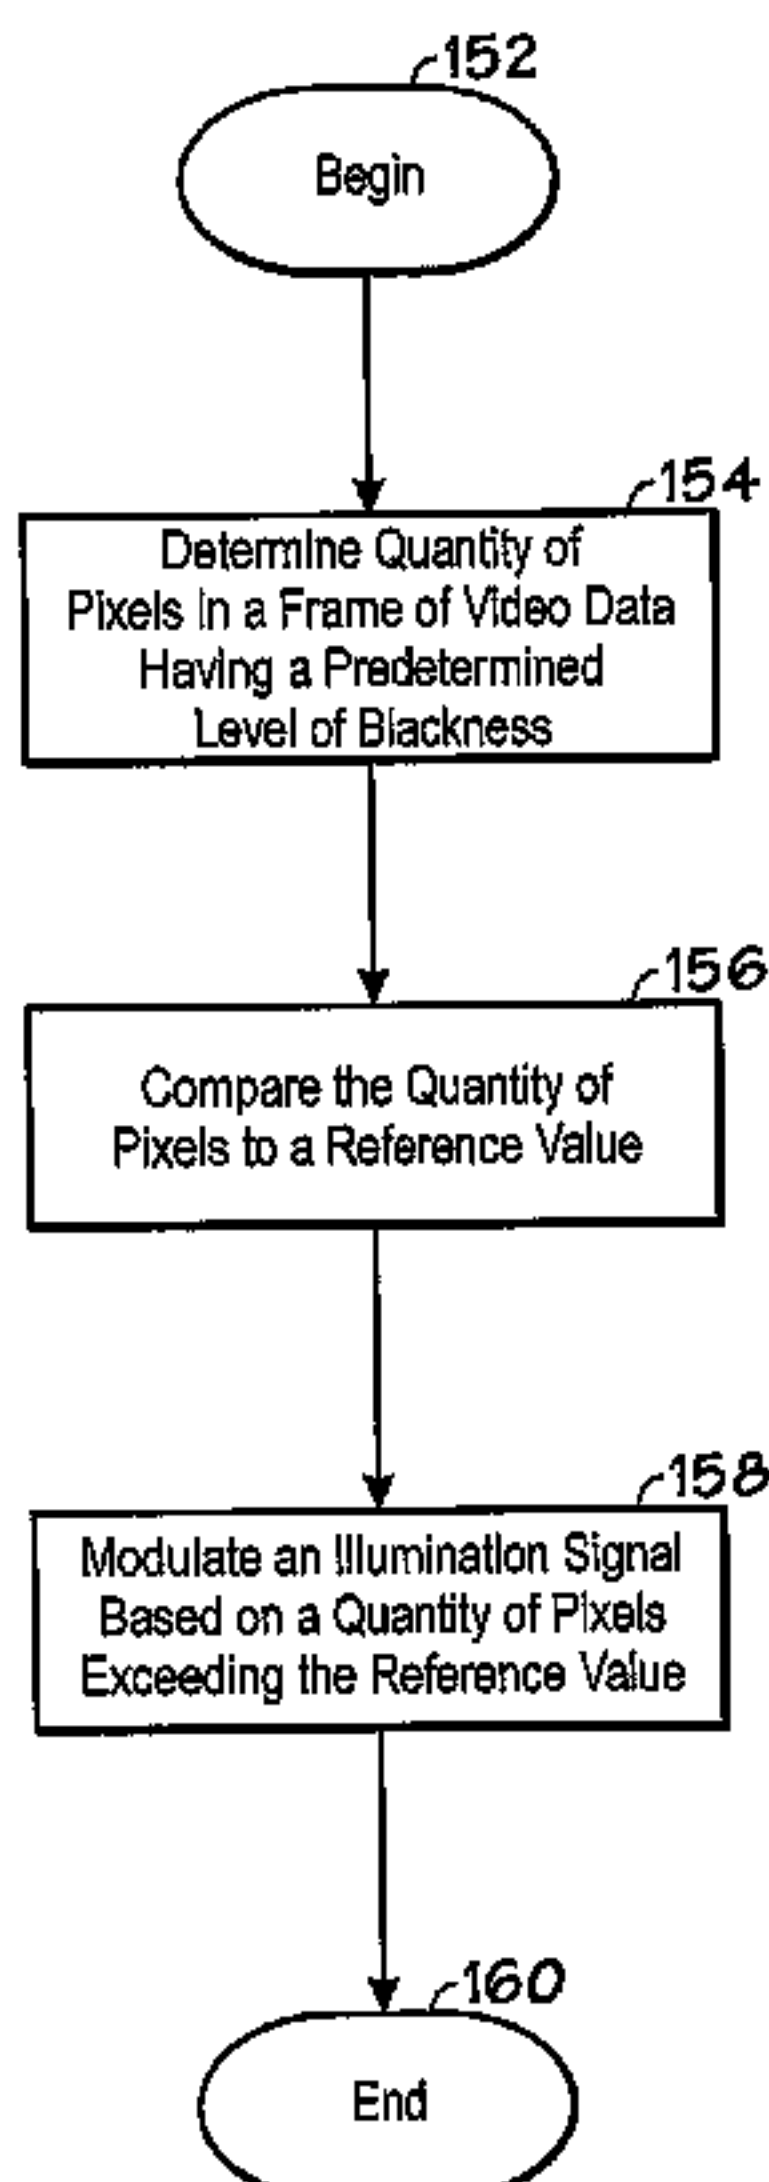 152
Begin
154
Determine Quantity of
Pixels in a Frame of Video Data
Having a Predetermined
Level of Blackness
156
Compare the Quantity of
Pixels to a Reference Value
158
Modulate an Illumination Signal
Based on a Quantity of Pixels
Exceeding the Reference Value
160
End